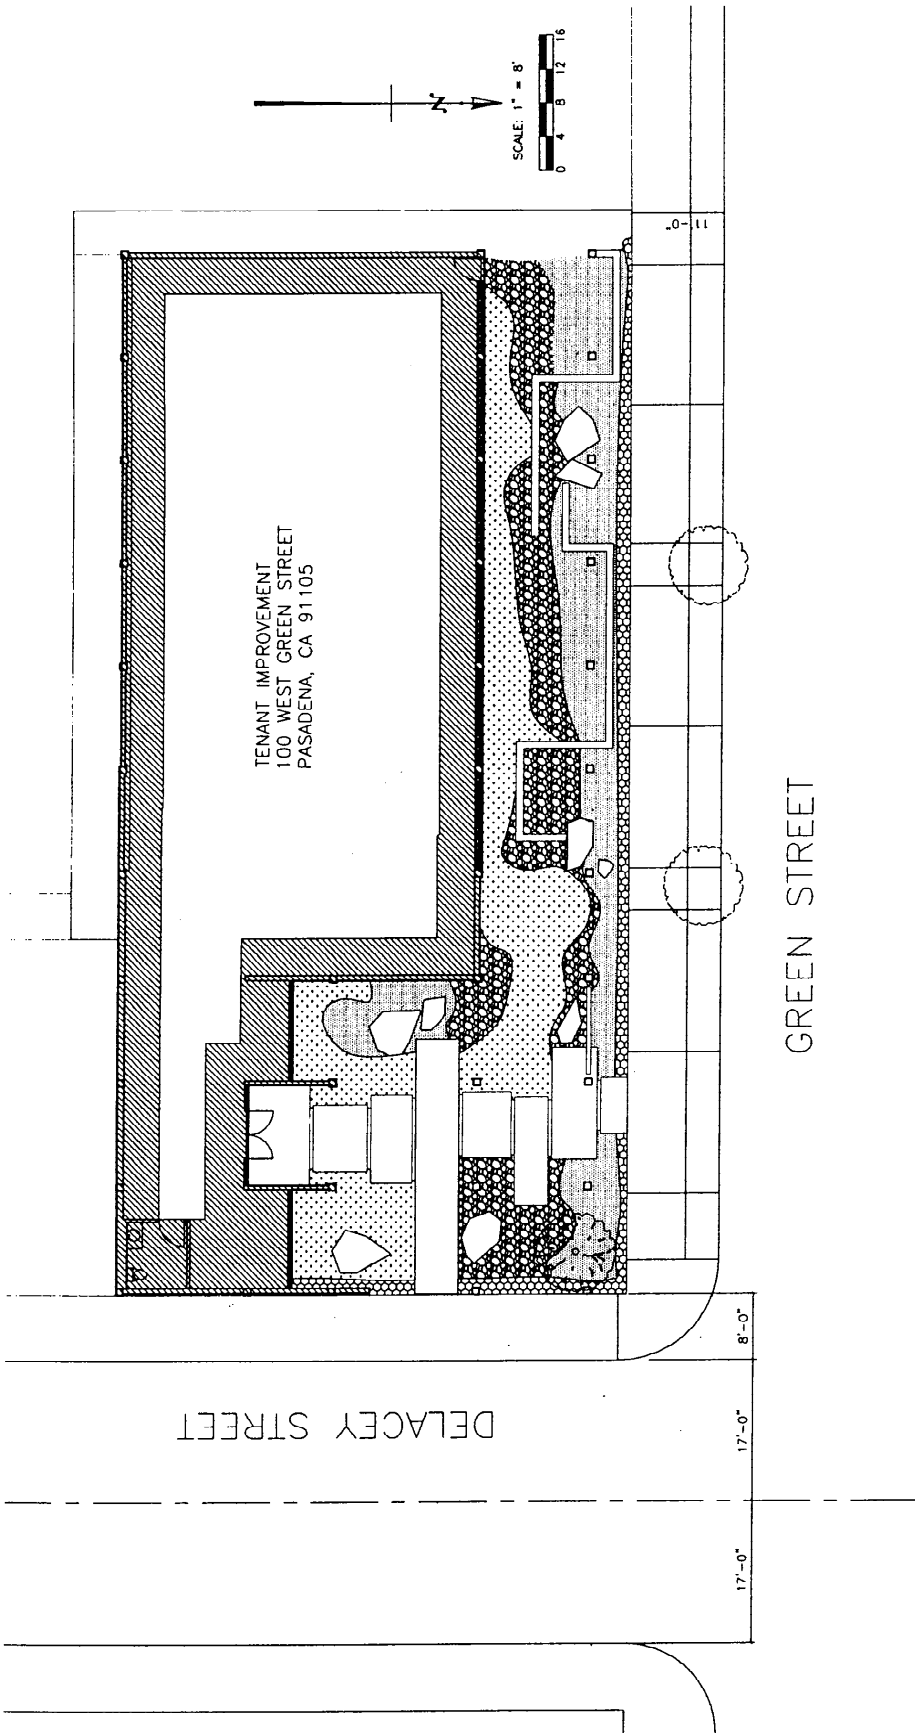 N
SCALE: 1" = 8'
0 4 8 12 16
11'-0"
TENANT IMPROVEMENT
100 WEST GREEN STREET
PASADENA, CA 91105
GREEN STREET
DELACEY STREET
8'-0"
17'-0"
17'-0"